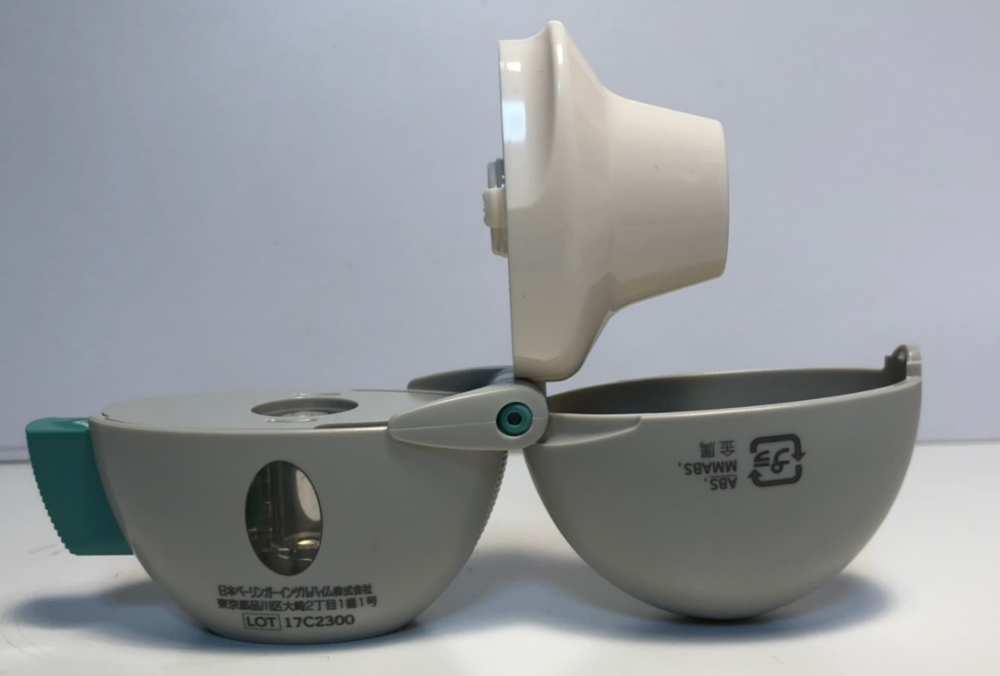 日本ベーリンガーインゲルハイム株式会社
東京都品川区大崎2丁目1番1号
LOT 17C2300
プラ
ABS,
MMABS,
金属